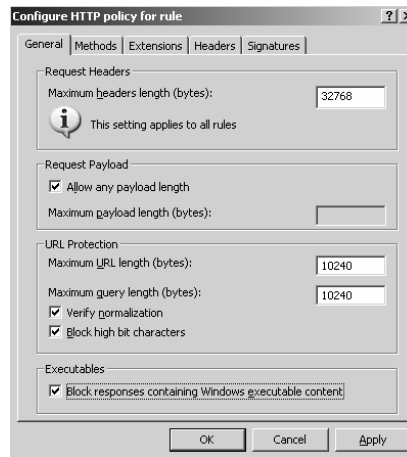 Configure HTTP policy for rule
General Methods Extensions Headers Signatures
Request Headers
Maximum headers length (bytes): 32768
This setting applies to all rules
Request Payload
Allow any payload length
Maximum payload length (bytes):
URL Protection
Maximum URL length (bytes): 10240
Maximum query length (bytes): 10240
Verify normalization
Block high bit characters
Executables
Block responses containing Windows executable content
OK Cancel Apply